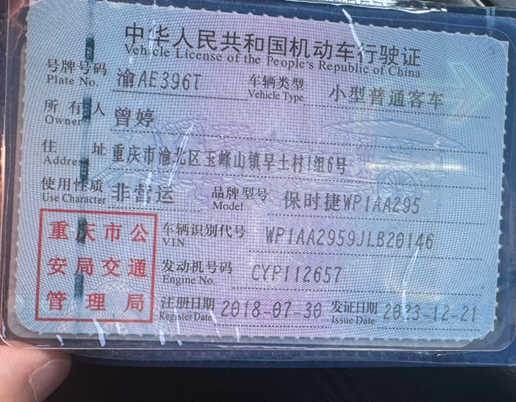 中华人民共和国机动车行驶证
Vehicle License of the People's Republic of China
号牌号码 渝AE396T 车辆类型 小型普通客车
Plate No. Vehicle Type
所有人 曾婷
Owner
住址 重庆市渝北区玉峰山镇旱土村1组6号
Address
使用性质 非营运 品牌型号 保时捷WP1AA295
Use Character Model
车辆识别代号 WP1AA2959JLB20146
VIN
发动机号码 CYP112657
Engine No.
注册日期 2018-07-30 发证日期 2023-12-21
Register Date Issue Date
重庆市公
安局交通
管理局